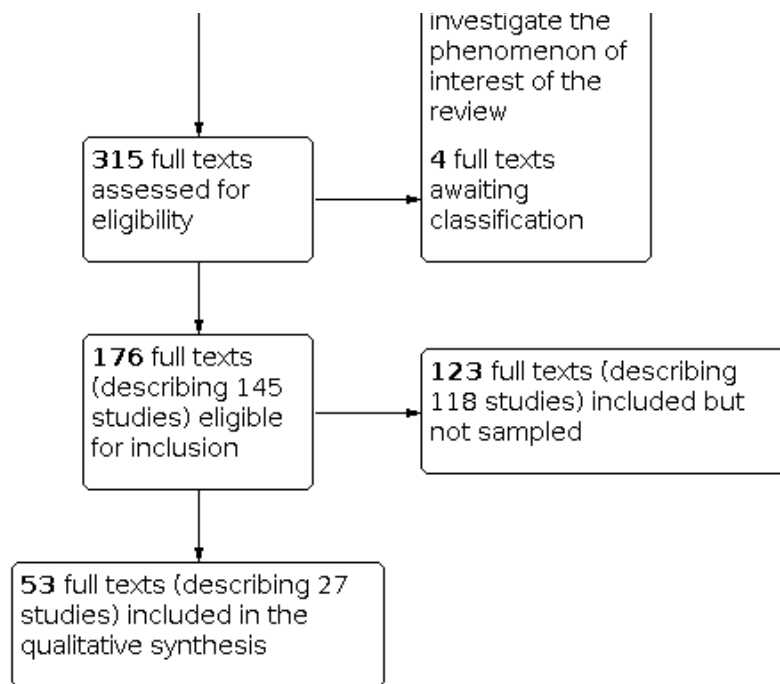 investigate the
phenomenon of
interest of the
review
315 full texts
assessed for
eligibility
4 full texts
awaiting
classification
176 full texts
(describing 145
studies) eligible
for inclusion
123 full texts (describing
118 studies) included but
not sampled
53 full texts (describing 27
studies) included in the
qualitative synthesis